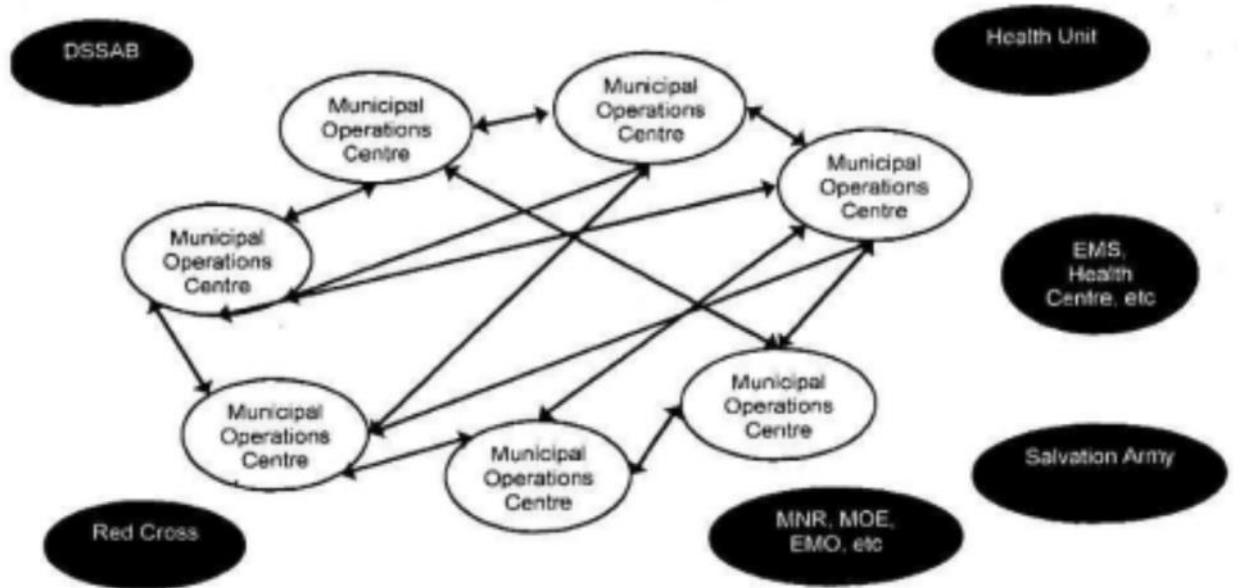 DSSAB
Health Unit
Municipal
Operations
Centre
Municipal
Operations
Centre
Municipal
Operations
Centre
Municipal
Operations
Centre
EMS,
Health
Centre, etc
Municipal
Operations
Centre
Municipal
Operations
Centre
Municipal
Operations
Centre
Salvation Army
Red Cross
MNR, MOE,
EMO, etc